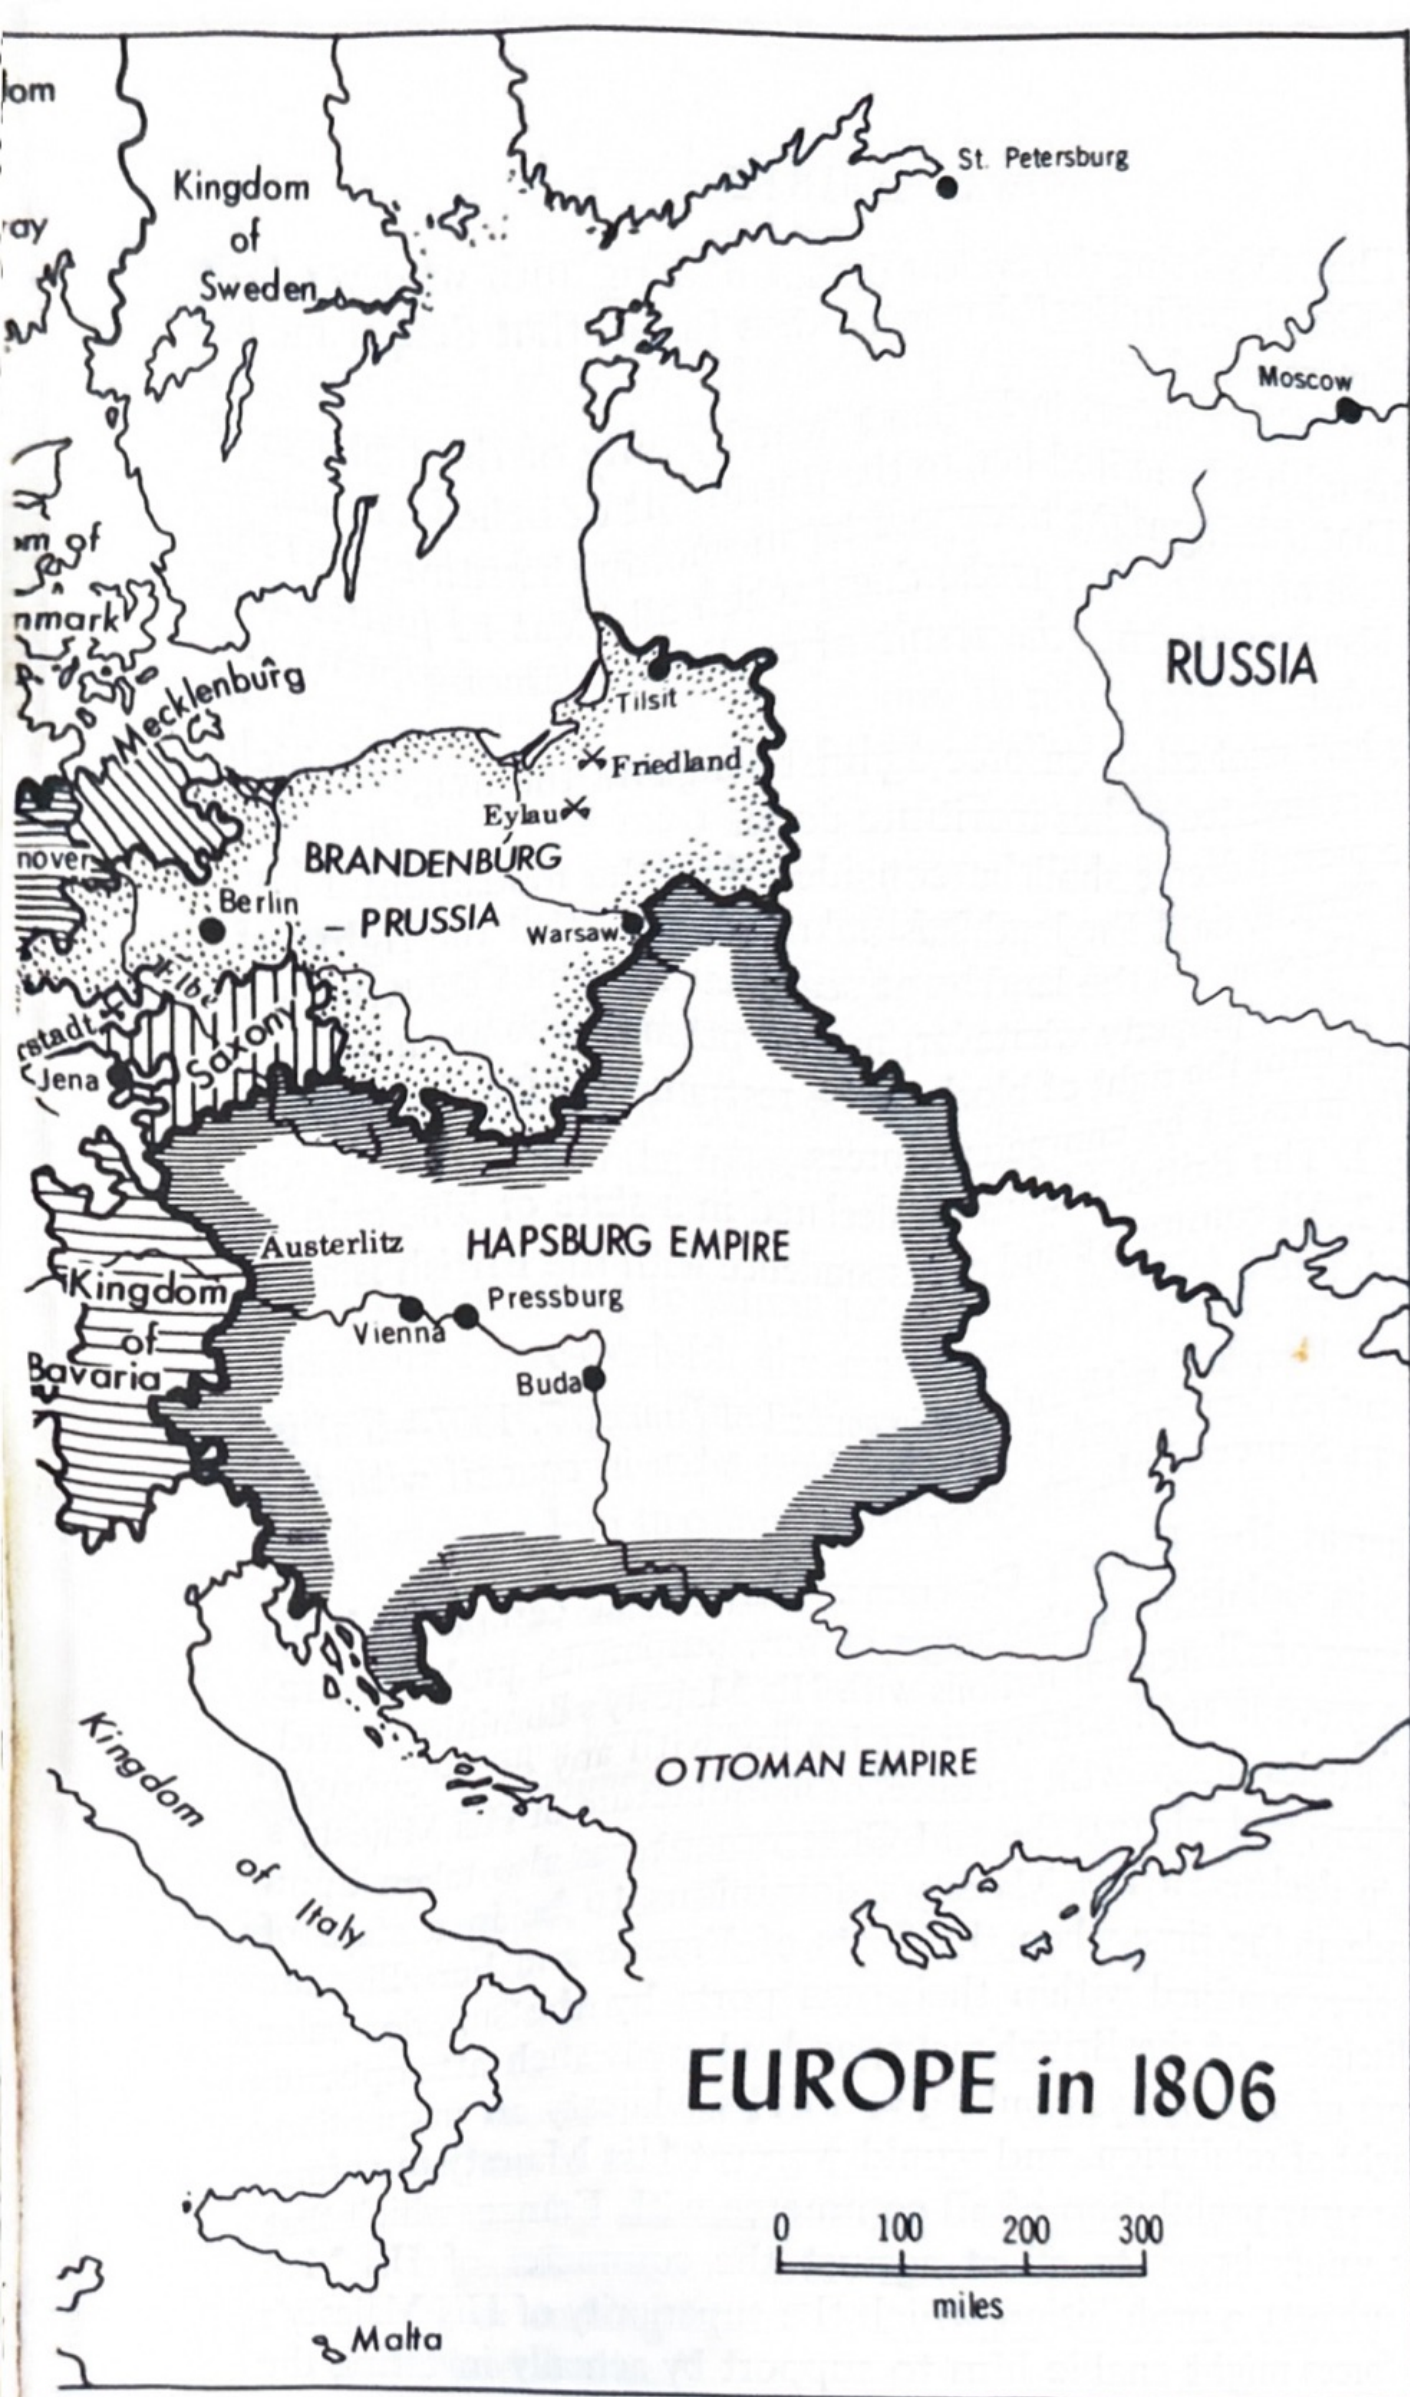 St. Petersburg
Kingdom
of
Sweden
Moscow
RUSSIA
Mecklenburg
Tilsit
Friedland
Eylau
BRANDENBURG
- PRUSSIA
Berlin
Warsaw
Elbe
Saxony
Jena
Austerlitz
HAPSBURG EMPIRE
Kingdom
of
Bavaria
Pressburg
Vienna
Buda
OTTOMAN EMPIRE
Kingdom
of
Italy
EUROPE in 1806
0 100 200 300
miles
Malta